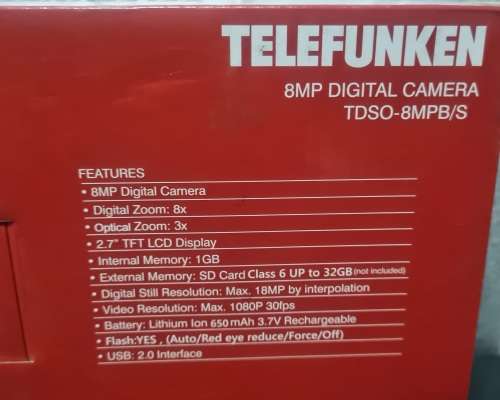 TELEFUNKEN
8MP DIGITAL CAMERA
TDSO-8MPB/S
FEATURES
• 8MP Digital Camera
• Digital Zoom: 8x
• Optical Zoom: 3x
• 2.7" TFT LCD Display
• Internal Memory: 1GB
• External Memory: SD Card Class 6 UP to 32GB (not included)
• Digital Still Resolution: Max. 18MP by interpolation
• Video Resolution: Max. 1080P 30fps
• Battery: Lithium Ion 650mAh 3.7V Rechargeable
• Flash:YES , (Auto/Red eye reduce/Force/Off)
• USB: 2.0 Interface